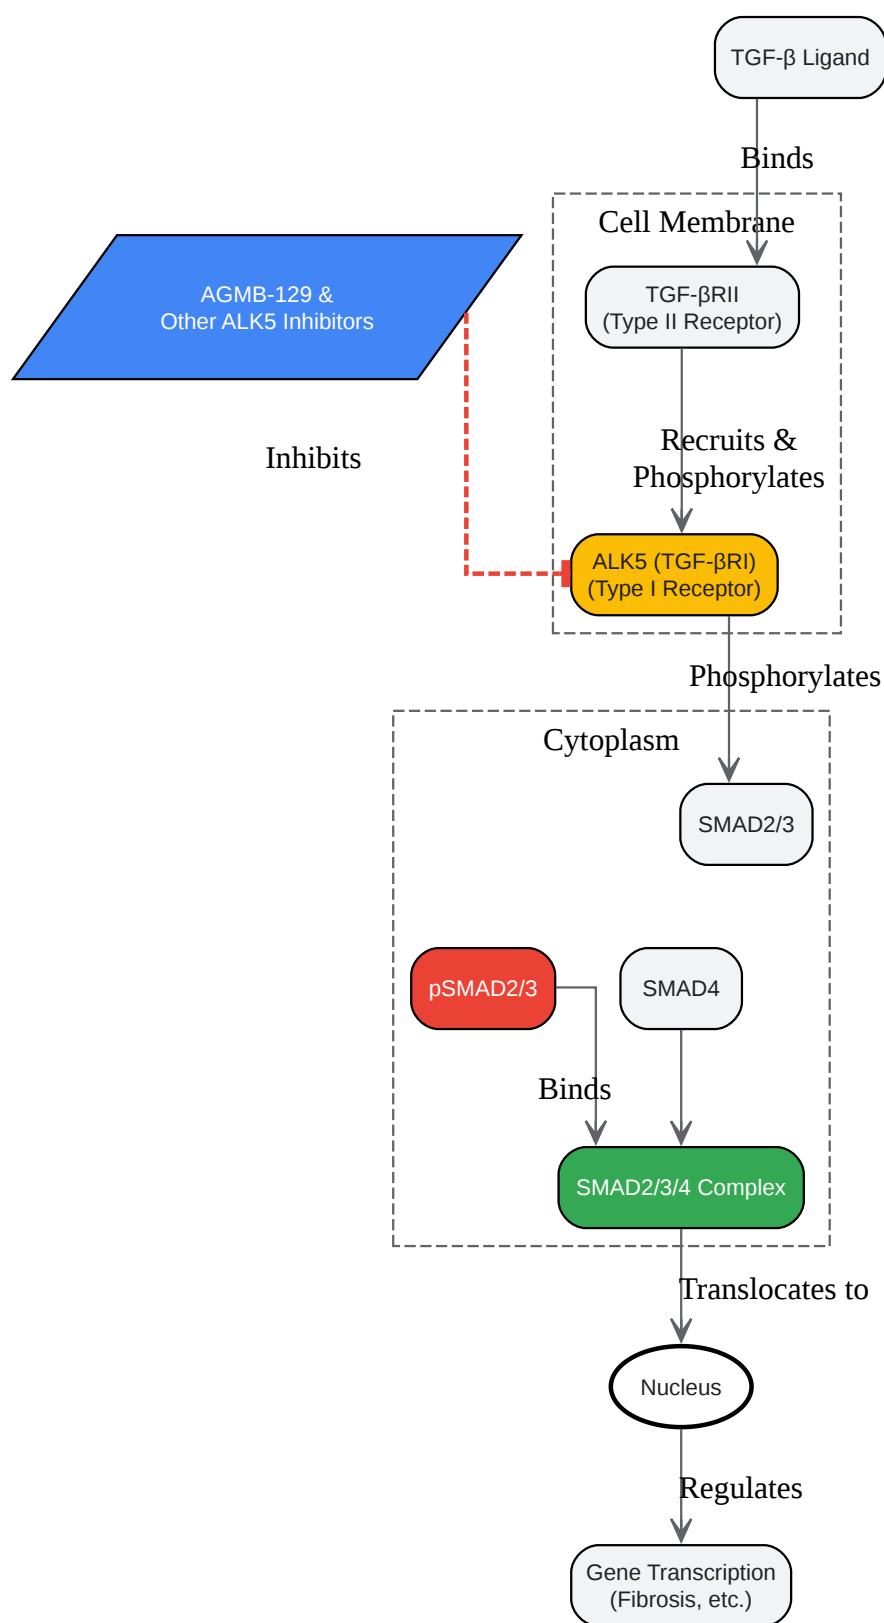 TGF-β Ligand
Binds
Cell Membrane
AGMB-129 &
Other ALK5 Inhibitors
TGF-βRII
(Type II Receptor)
Inhibits
Recruits &
Phosphorylates
ALK5 (TGF-βRI)
(Type I Receptor)
Phosphorylates
Cytoplasm
SMAD2/3
pSMAD2/3
SMAD4
Binds
SMAD2/3/4 Complex
Translocates to
Nucleus
Regulates
Gene Transcription
(Fibrosis, etc.)